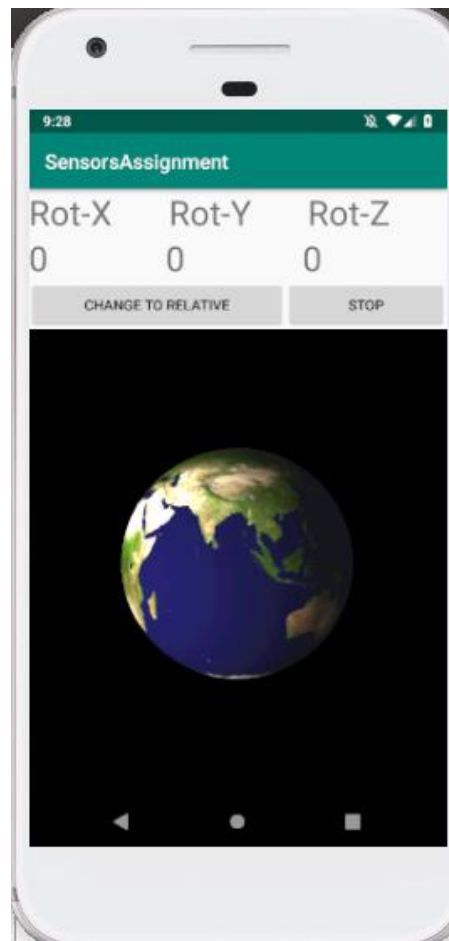 9:28
SensorsAssignment
Rot-X Rot-Y Rot-Z
0 0 0
CHANGE TO RELATIVE STOP